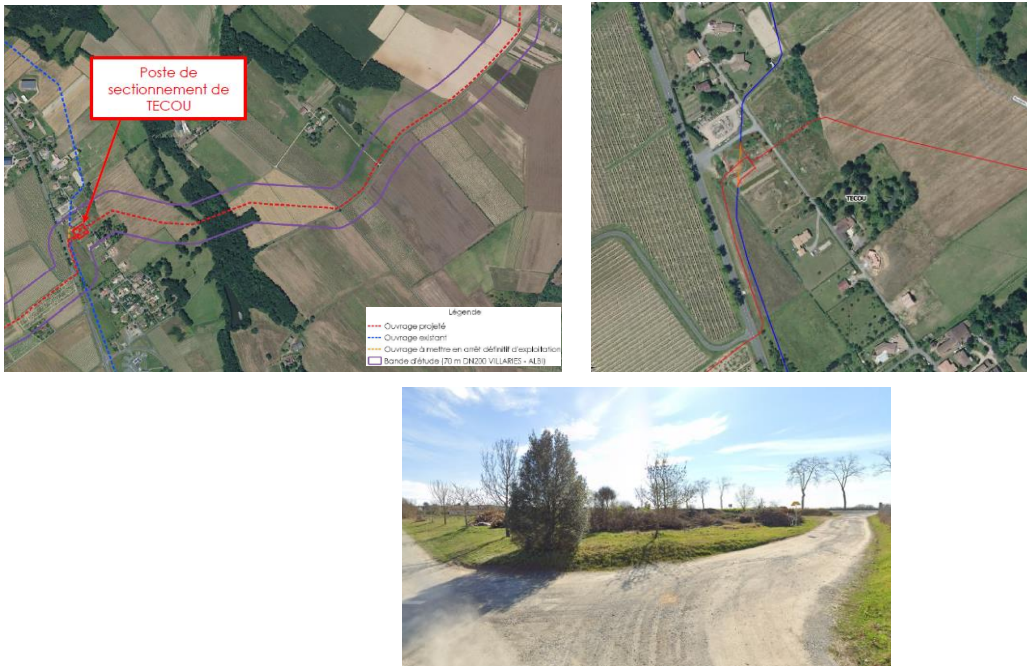 Poste de
sectionnement de
TECOU
Légende
Ouvrage projeté
Ouvrage existant
Ouvrage à mettre en arrêt définitif d'exploitation
Bande d'étude (70 m DN200 VILLARIES - ALBI)
TECOU